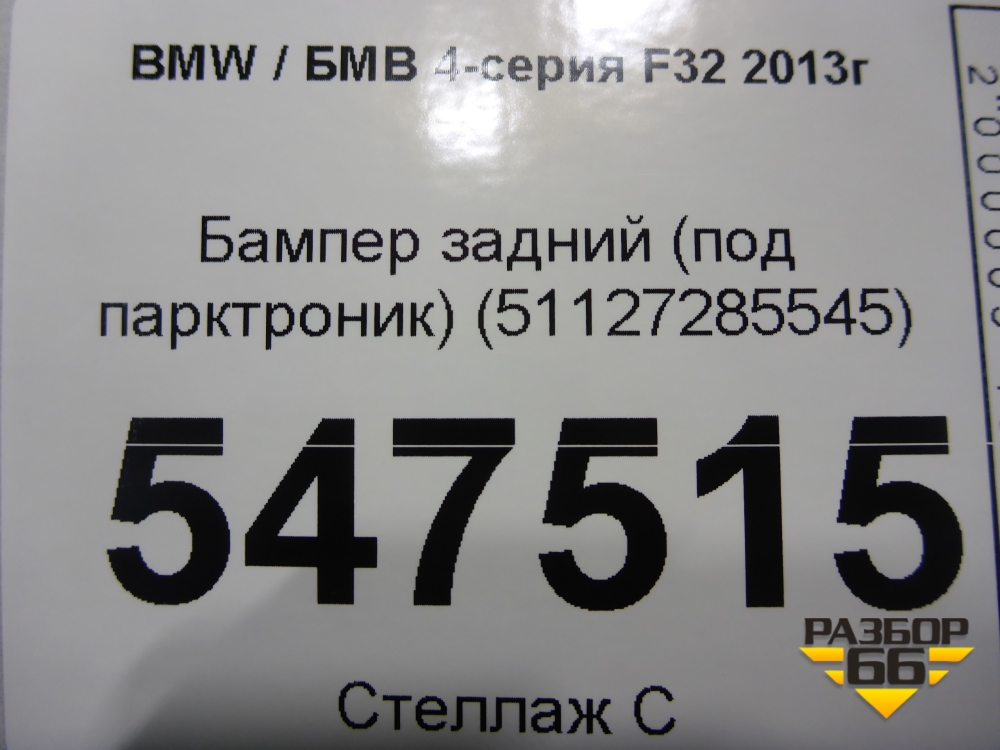 BMW / БМВ 4-серия F32 2013г
Бампер задний (под
парктроник) (51127285545)
547515
Стеллаж С
РАЗБОР
66